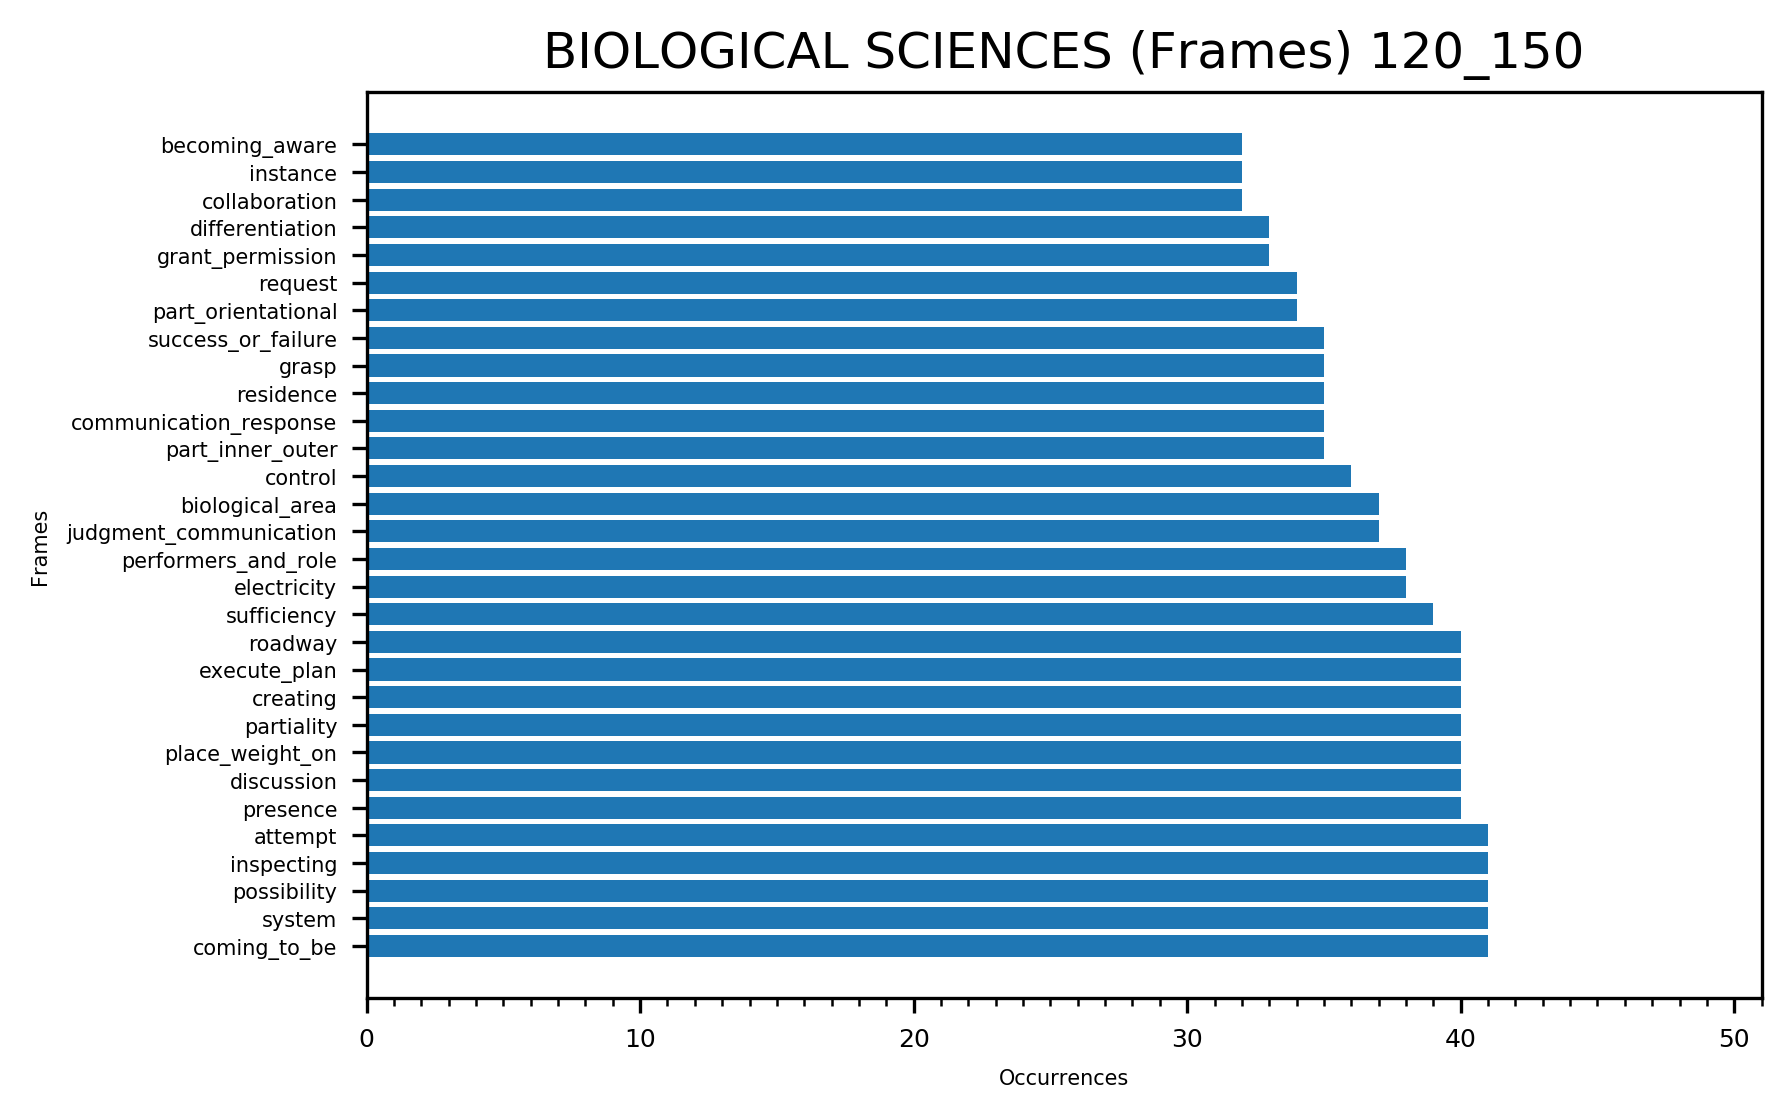 BIOLOGICAL SCIENCES (Frames) 120_150
becoming_aware
instance
collaboration
differentiation
grant_permission
request
part_orientational
success_or_failure
grasp
residence
communication_response
part_inner_outer
control
biological_area
judgment_communication
performers_and_role
electricity
sufficiency
roadway
execute_plan
creating
partiality
place_weight_on
discussion
presence
attempt
inspecting
possibility
system
coming_to_be
Frames
0 10 20 30 40 50
Occurrences